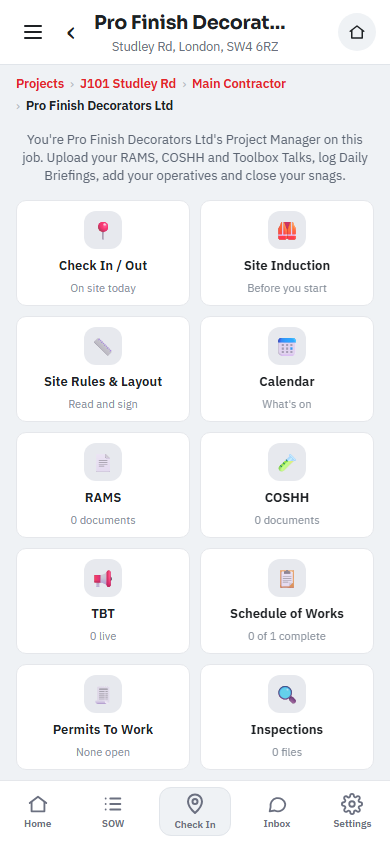 Pro Finish Decorat...
Studley Rd, London, SW4 6RZ
Projects › J101 Studley Rd › Main Contractor
› Pro Finish Decorators Ltd
You're Pro Finish Decorators Ltd's Project Manager on this
job. Upload your RAMS, COSHH and Toolbox Talks, log Daily
Briefings, add your operatives and close your snags.
Check In / Out
On site today
Site Induction
Before you start
Site Rules & Layout
Read and sign
Calendar
What's on
RAMS
0 documents
COSHH
0 documents
TBT
0 live
Schedule of Works
0 of 1 complete
Permits To Work
None open
Inspections
0 files
Home
SOW
Check In
Inbox
Settings